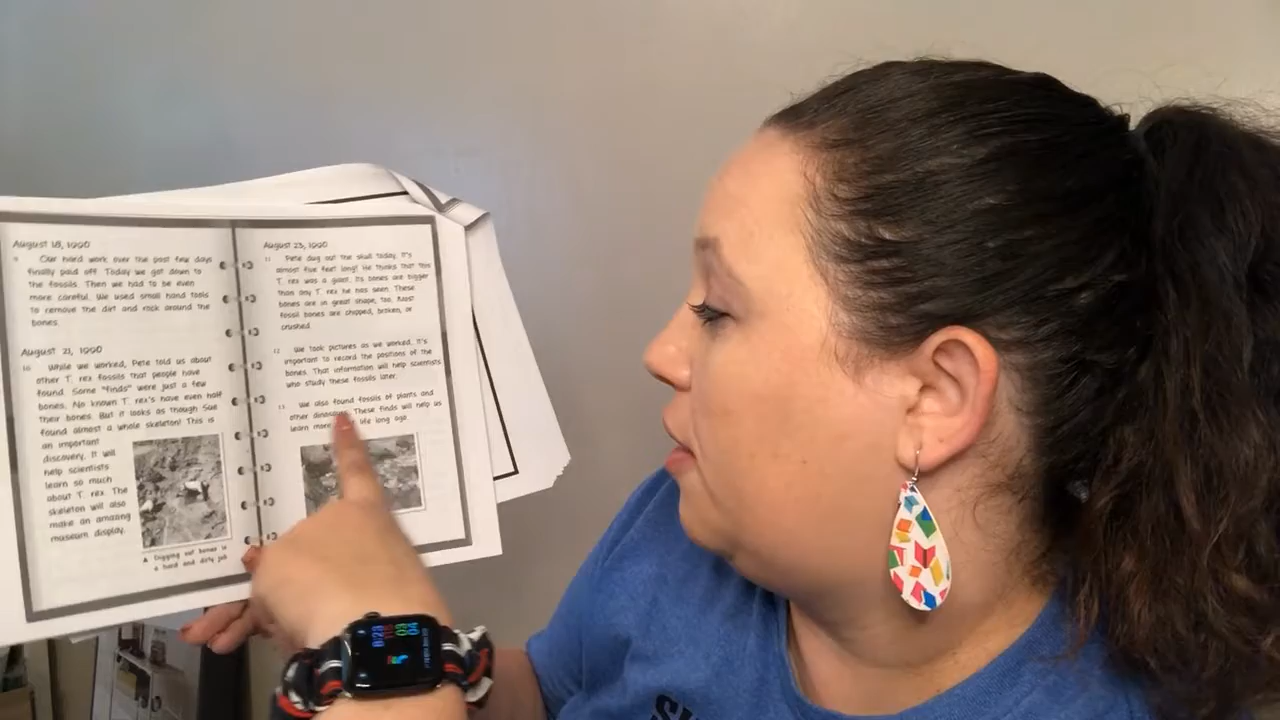 August 18, 1990
9 Our hard work over the past few days
finally paid off. Today we got down to
the fossils. Then we had to be even
more careful. We used small hand tools
to remove the dirt and rock around the
bones.
August 21, 1990
10 While we worked, Pete told us about
other T. rex fossils that people have
found. Some "finds" were just a few
bones. No known T. rex's have even half
their bones. But it looks as though Sue
found almost a whole skeleton! This is
an important
discovery. It will
help scientists
learn so much
about T. rex. The
skeleton will also
make an amazing
museum display.
▲ Digging out bones is
a hard and dirty job
August 23, 1990
11 Pete dug out the skull today. It's
almost five feet long! He thinks that this
T. rex was a giant. Its bones are bigger
than any T. rex he has seen. These
bones are in great shape, too. Most
fossil bones are chipped, broken, or
crushed.
12 We took pictures as we worked. It's
important to record the positions of the
bones. That information will help scientists
who study these fossils later.
13 We also found fossils of plants and
other dinosaurs. These finds will help us
learn more life long ago.
8:23